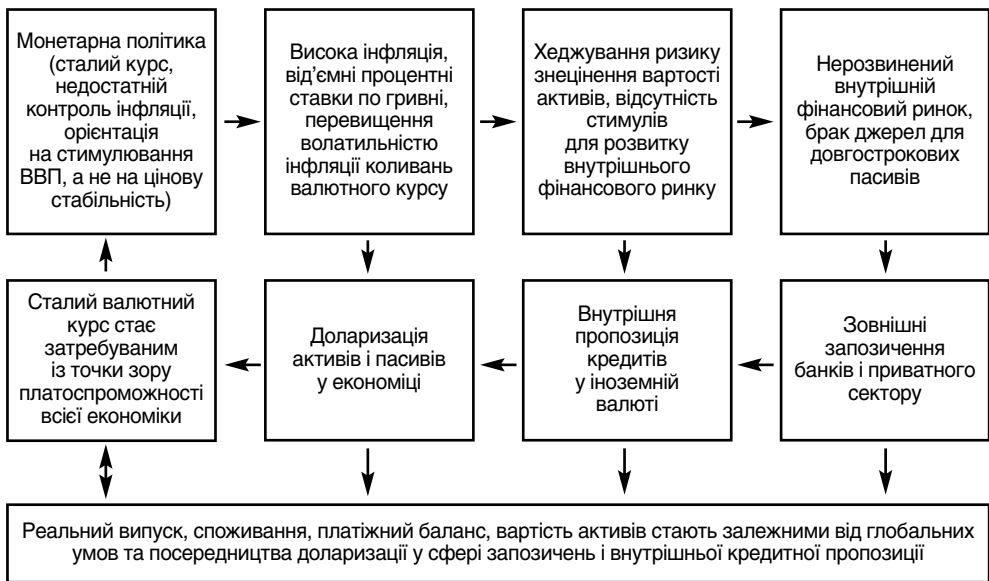 Монетарна політика
(сталий курс,
недостатній
контроль інфляції,
орієнтація
на стимулювання
ВВП, а не на цінову
стабільність)
Висока інфляція,
від’ємні процентні
ставки по гривні,
перевищення
волатильністю
інфляції коливань
валютного курсу
Хеджування ризику
знецінення вартості
активів, відсутність
стимулів
для розвитку
внутрішнього
фінансового ринку
Нерозвинений
внутрішній
фінансовий ринок,
брак джерел для
довгострокових
пасивів
Сталий валютний
курс стає
затребуваним
із точки зору
платоспроможності
всієї економіки
Доларизація
активів і пасивів
у економіці
Внутрішня
пропозиція
кредитів
у іноземній
валюті
Зовнішні
запозичення
банків і приватного
сектору
Реальний випуск, споживання, платіжний баланс, вартість активів стають залежними від глобальних
умов та посередництва доларизації у сфері запозичень і внутрішньої кредитної пропозиції